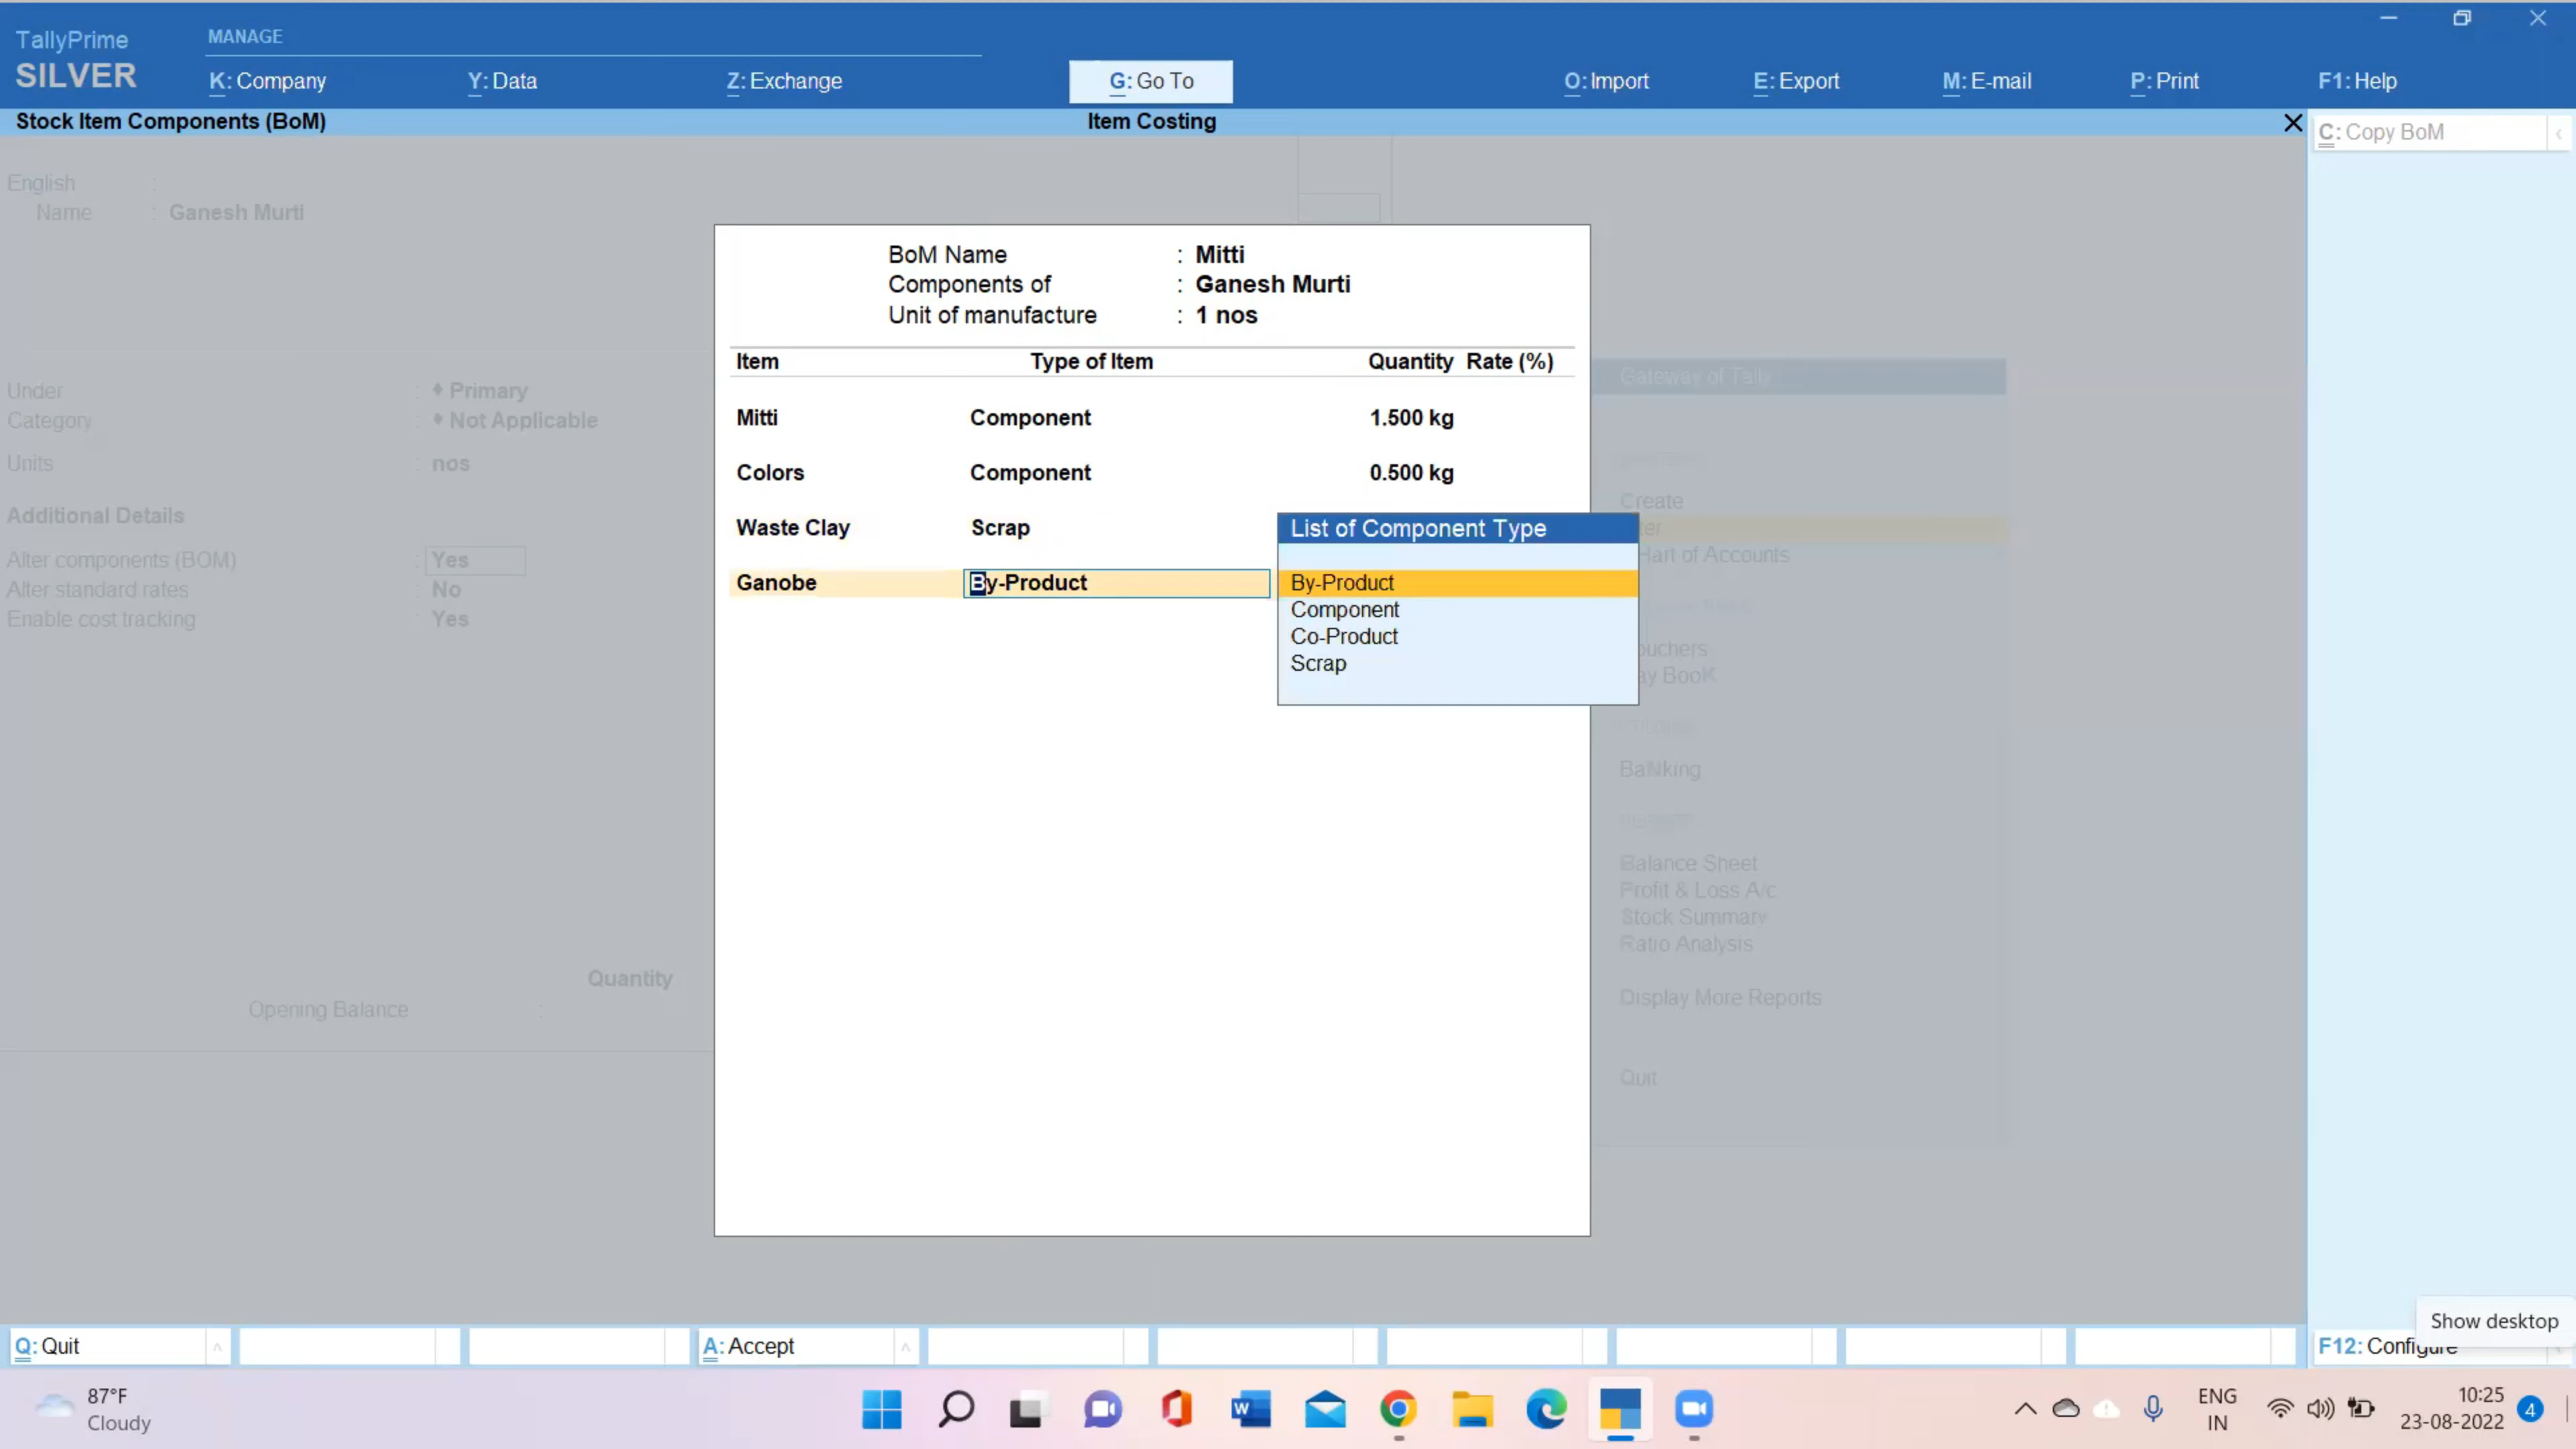 TallyPrime
SILVER
MANAGE
K: Company
Y: Data
Z: Exchange
G: Go To
O: Import
E: Export
M: E-mail
P: Print
F1: Help
Stock Item Components (BoM)
Item Costing
C: Copy BoM
English :
Name : Ganesh Murti
BoM Name : Mitti
Components of : Ganesh Murti
Unit of manufacture : 1 nos
Item Type of Item Quantity Rate (%)
Mitti Component 1.500 kg
Colors Component 0.500 kg
Waste Clay Scrap
Ganobe By-Product
List of Component Type
By-Product
Component
Co-Product
Scrap
Under : ♦ Primary
Category : ♦ Not Applicable
Units : nos
Additional Details
Alter components (BOM) : Yes
Alter standard rates : No
Enable cost tracking : Yes
Quantity
Opening Balance :
Gateway of Tally
Create
ter
Hart of Accounts
ouchers
ay BooK
BaNking
Balance Sheet
Profit & Loss A/c
Stock Summary
Ratio Analysis
Display More Reports
Quit
Q: Quit
A: Accept
F12: Configure
Show desktop
87°F
Cloudy
ENG
IN
10:25
23-08-2022
4